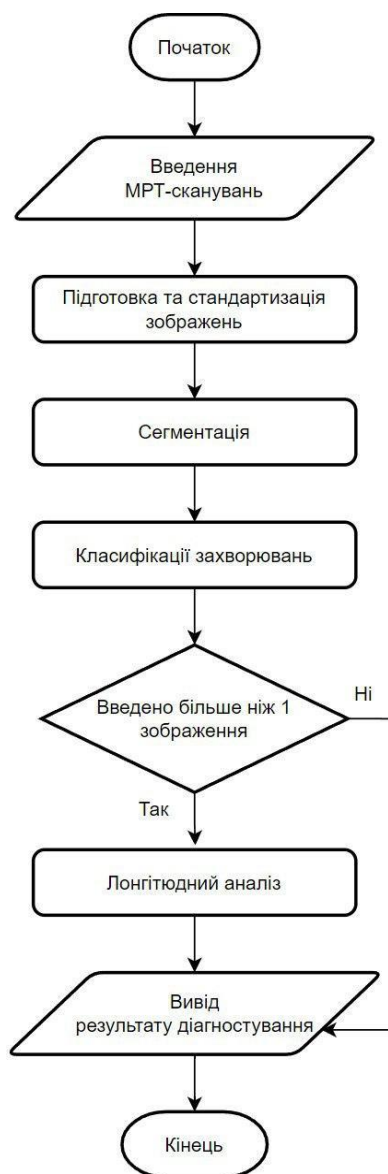 Початок
Введення
МРТ-сканувань
Підготовка та стандартизація
зображень
Сегментація
Класифікації захворювань
Введено більше ніж 1
зображення
Ні
Так
Лонгітюдний аналіз
Вивід
результату діагностування
Кінець